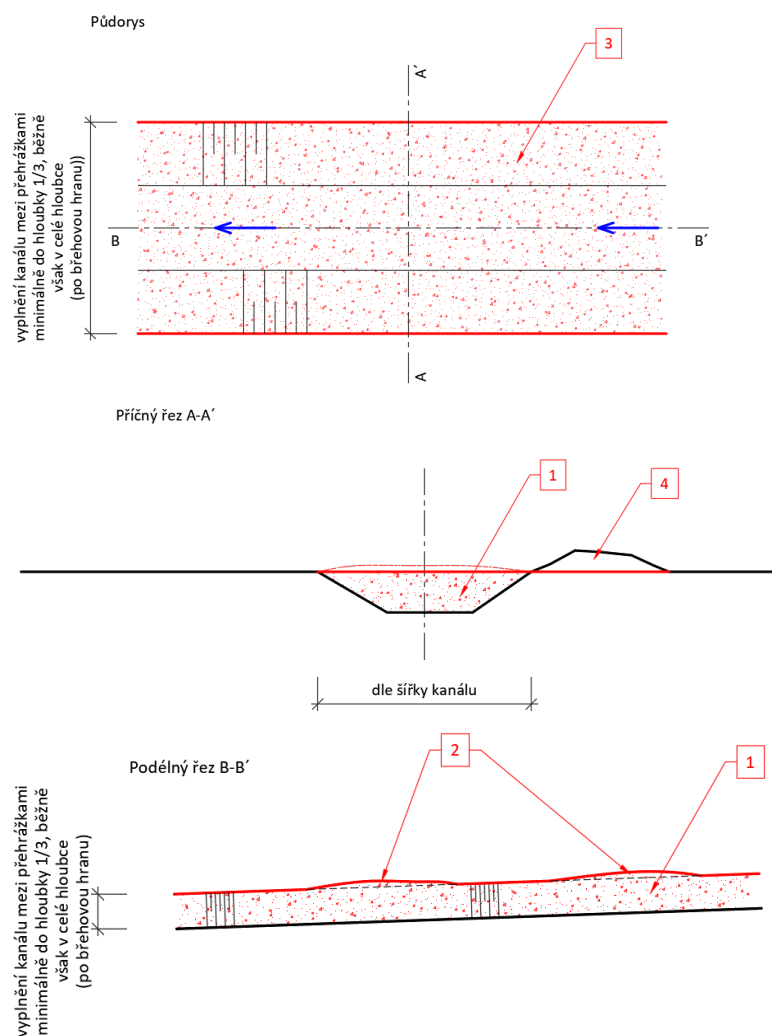 Půdorys
3
A´
vyplnění kanálu mezi přehrážkami
minimálně do hloubky 1/3, běžně
však v celé hloubce
(po břehovou hranu))
B
B´
A
Příčný řez A-A´
1
4
dle šířky kanálu
Podélný řez B-B´
2
1
vyplnění kanálu mezi přehrážkami
minimálně do hloubky 1/3, běžně
však v celé hloubce
(po břehovou hranu)